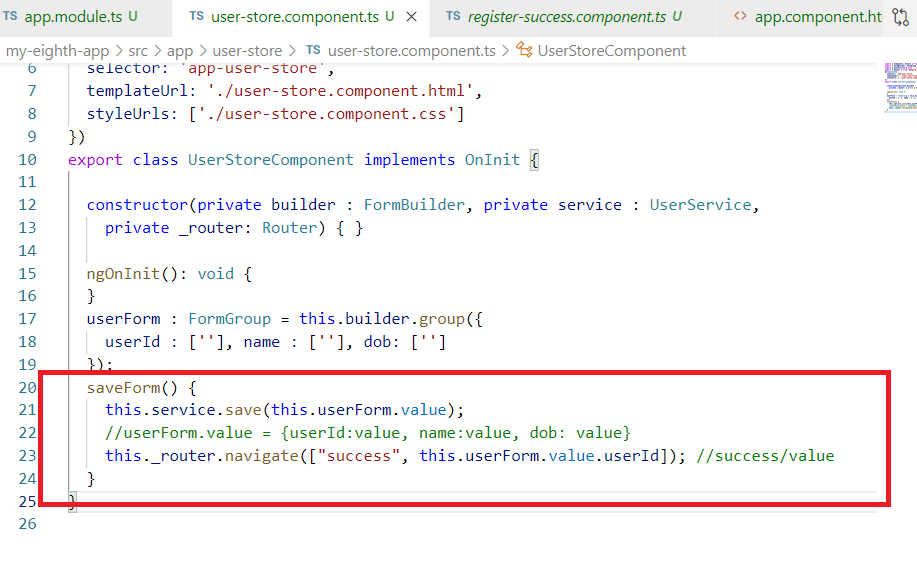 TS app.module.ts U
TS user-store.component.ts U ×
TS register-success.component.ts U
<> app.component.ht
my-eighth-app > src > app > user-store > TS user-store.component.ts > UserStoreComponent
6 selector: 'app-user-store',
7 templateUrl: './user-store.component.html',
8 styleUrls: ['./user-store.component.css']
9 })
10 export class UserStoreComponent implements OnInit {
11
12 constructor(private builder : FormBuilder, private service : UserService,
13 private _router: Router) { }
14
15 ngOnInit(): void {
16 }
17 userForm : FormGroup = this.builder.group({
18 userId : [''], name : [''], dob: ['']
19 });
20 saveForm() {
21 this.service.save(this.userForm.value);
22 //userForm.value = {userId:value, name:value, dob: value}
23 this._router.navigate(["success", this.userForm.value.userId]); //success/value
24 }
25 }
26